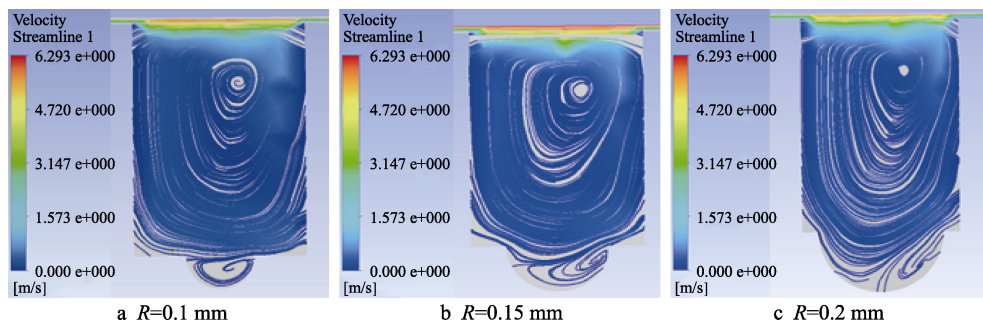 Velocity
Streamline 1
6.293 e+000
4.720 e+000
3.147 e+000
1.573 e+000
0.000 e+000
[m/s]
a R=0.1 mm
Velocity
Streamline 1
6.293 e+000
4.720 e+000
3.147 e+000
1.573 e+000
0.000 e+000
[m/s]
b R=0.15 mm
Velocity
Streamline 1
6.293 e+000
4.720 e+000
3.147 e+000
1.573 e+000
0.000 e+000
[m/s]
c R=0.2 mm